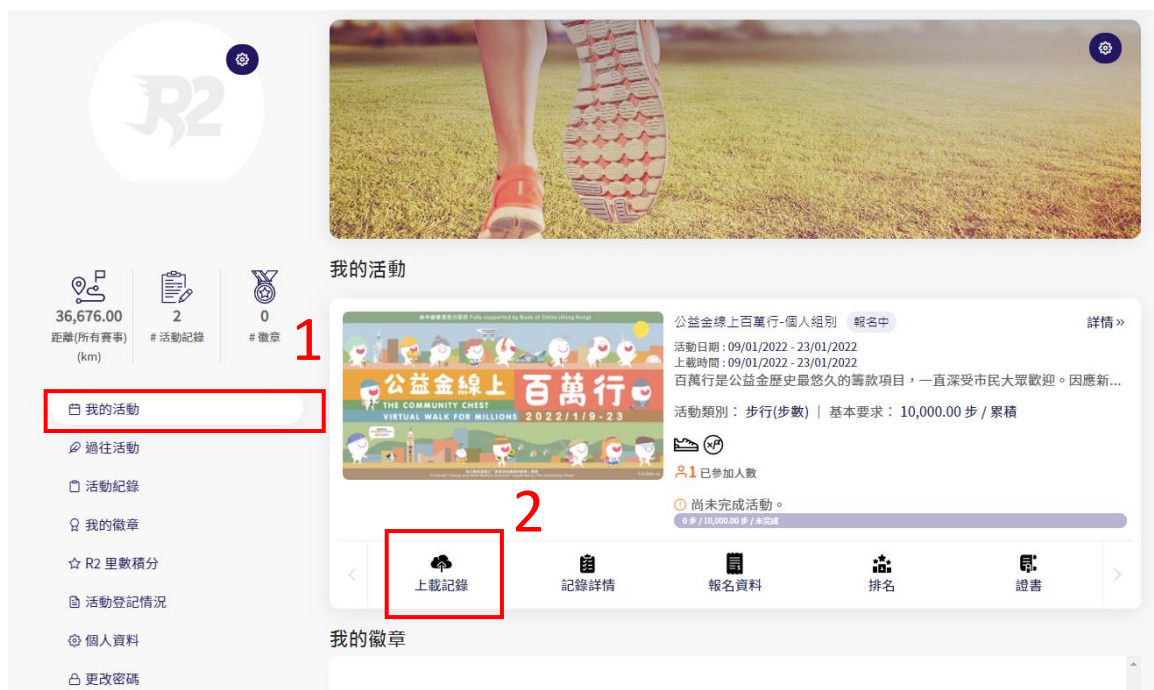 R2
36,676.00
距離(所有賽事)
(km)
2
# 活動記錄
0
# 徽章
1
我的活動
過往活動
活動紀錄
我的徽章
R2 里數積分
活動登記情況
個人資料
更改密碼
我的活動
公益金線上
百萬行
THE COMMUNITY CHEST
VIRTUAL WALK FOR MILLIONS
2022/1/9-23
公益金線上百萬行-個人組別 報名中
詳情»
活動日期 : 09/01/2022 - 23/01/2022
上載時間 : 09/01/2022 - 23/01/2022
百萬行是公益金歷史最悠久的籌款項目，一直深受市民大眾歡迎。因應新...
活動類別： 步行(步數) | 基本要求： 10,000.00 步 / 累積
1 已參加人數
尚未完成活動。
0 步 / 10,000.00 步 / 未完成
2
上載記錄
記錄詳情
報名資料
排名
證書
我的徽章